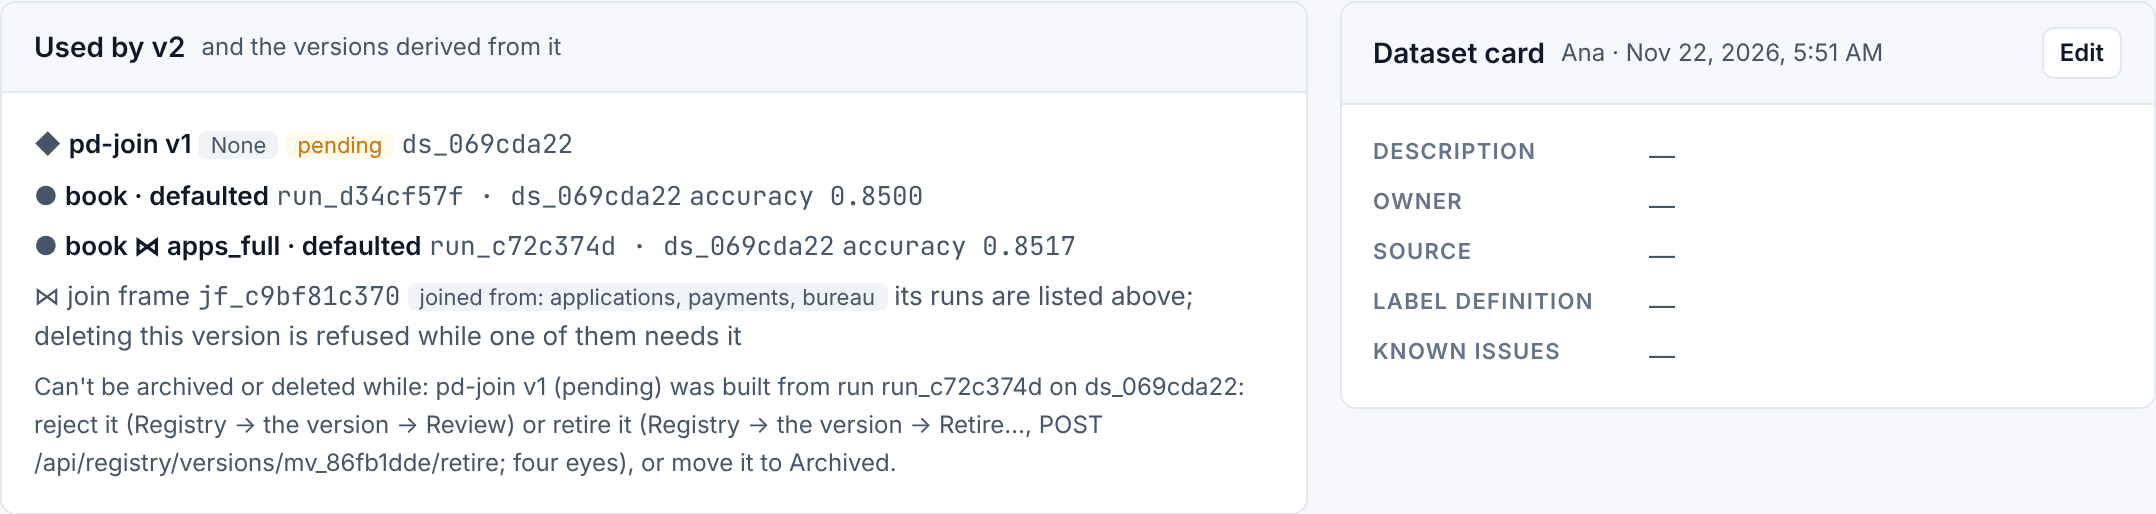 Used by v2 and the versions derived from it
◆ pd-join v1 None pending ds_069cda22
● book · defaulted run_d34cf57f · ds_069cda22 accuracy 0.8500
● book ⋈ apps_full · defaulted run_c72c374d · ds_069cda22 accuracy 0.8517
⋈ join frame jf_c9bf81c370 joined from: applications, payments, bureau its runs are listed above;
deleting this version is refused while one of them needs it
Can't be archived or deleted while: pd-join v1 (pending) was built from run run_c72c374d on ds_069cda22:
reject it (Registry → the version → Review) or retire it (Registry → the version → Retire..., POST
/api/registry/versions/mv_86fb1dde/retire; four eyes), or move it to Archived.
Dataset card Ana · Nov 22, 2026, 5:51 AM Edit
DESCRIPTION —
OWNER —
SOURCE —
LABEL DEFINITION —
KNOWN ISSUES —